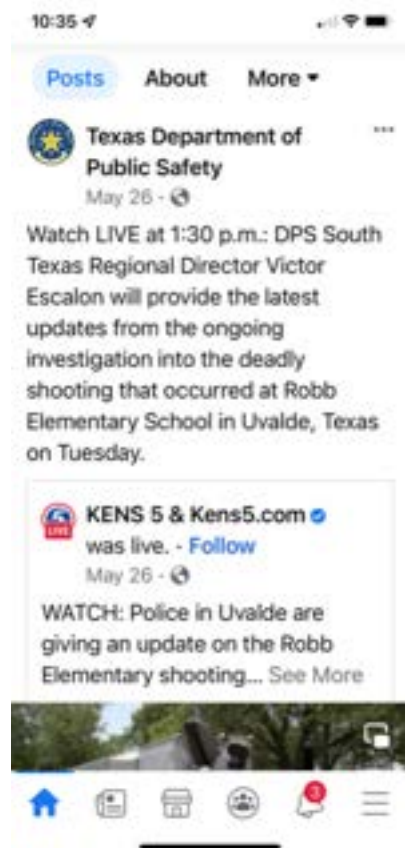 10:35
Posts About More
Texas Department of
Public Safety
May 26 ·
Watch LIVE at 1:30 p.m.: DPS South
Texas Regional Director Victor
Escalon will provide the latest
updates from the ongoing
investigation into the deadly
shooting that occurred at Robb
Elementary School in Uvalde, Texas
on Tuesday.
KENS 5 & Kens5.com
was live. · Follow
May 26 ·
WATCH: Police in Uvalde are
giving an update on the Robb
Elementary shooting... See More
LIVE
3